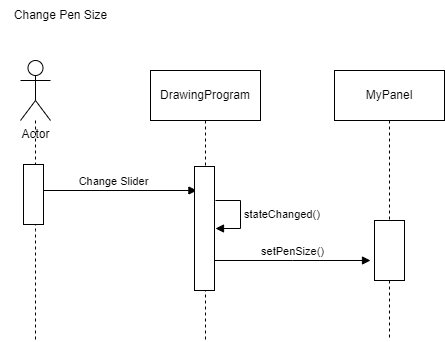 Change Pen Size
DrawingProgram
MyPanel
Actor
Change Slider
stateChanged()
setPenSize()